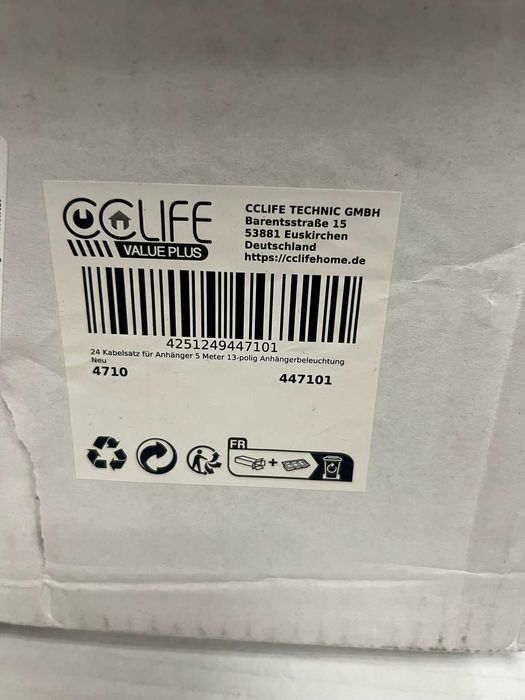 CCLIFE
VALUE PLUS
CCLIFE TECHNIC GMBH
Barentsstraße 15
53881 Euskirchen
Deutschland
https://cclifehome.de
4251249447101
24 Kabelsatz für Anhänger 5 Meter 13-polig Anhängerbeleuchtung
Neu
4710
447101
FR
+